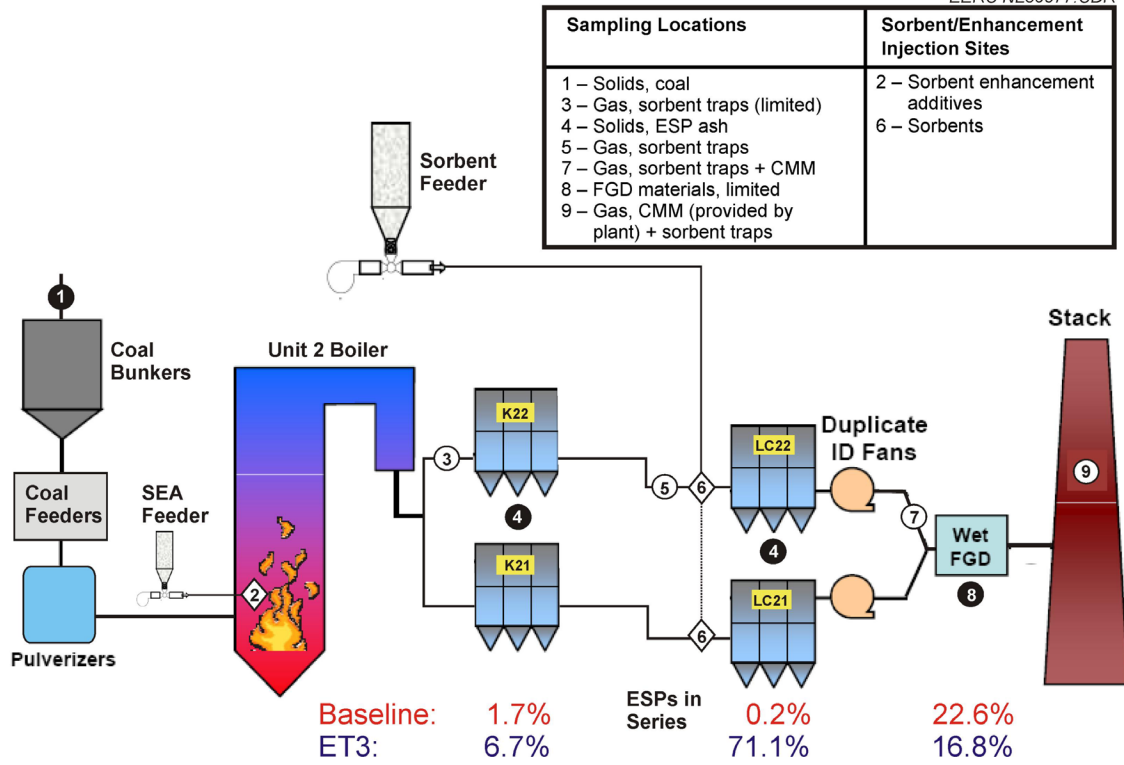 Sampling Locations
Sorbent/Enhancement
Injection Sites
1 – Solids, coal
3 – Gas, sorbent traps (limited)
4 – Solids, ESP ash
5 – Gas, sorbent traps
7 – Gas, sorbent traps + CMM
8 – FGD materials, limited
9 – Gas, CMM (provided by
plant) + sorbent traps
2 – Sorbent enhancement
additives
6 – Sorbents
Sorbent
Feeder
1
Coal
Bunkers
Unit 2 Boiler
Stack
K22
LC22
Duplicate
ID Fans
3
5
6
9
Coal
Feeders
SEA
Feeder
4
4
7
Wet
FGD
K21
LC21
2
6
8
Pulverizers
ESPs in
Series
Baseline: 1.7% 0.2% 22.6%
ET3: 6.7% 71.1% 16.8%